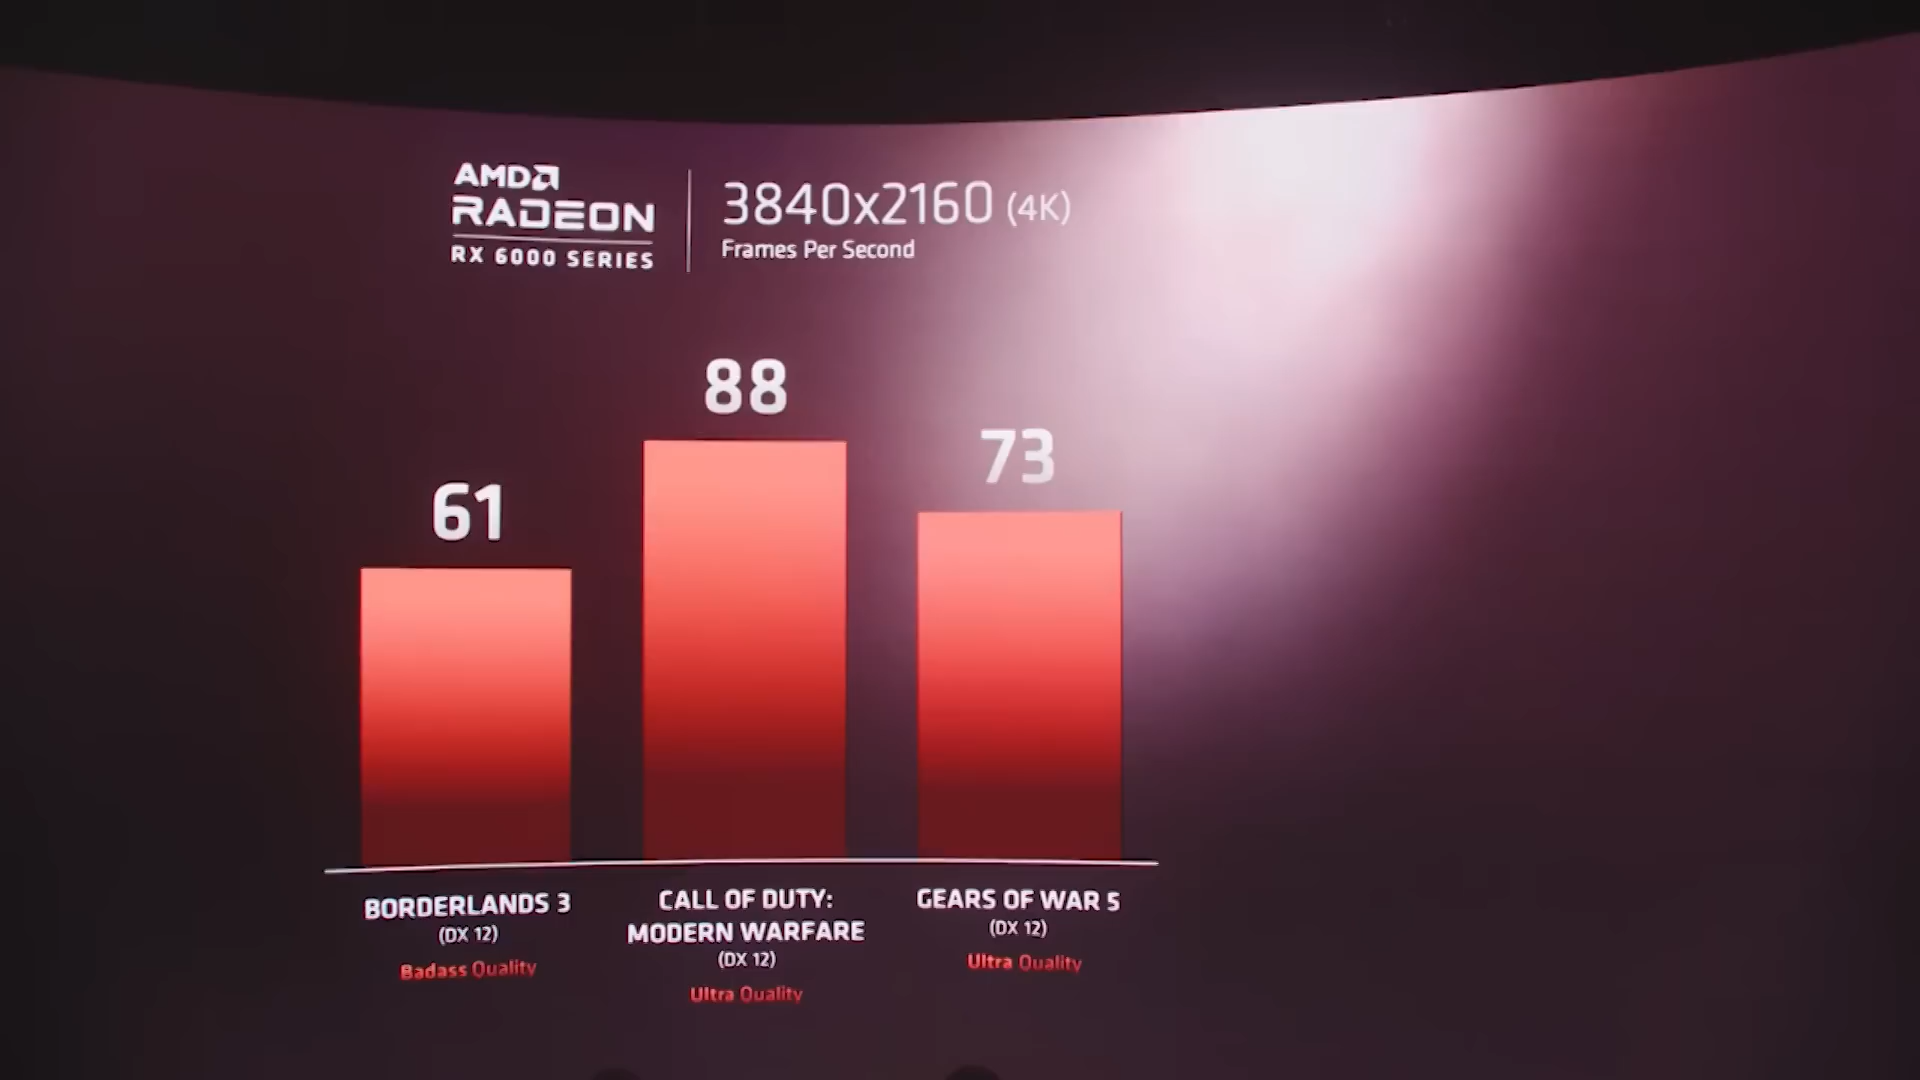 AMD
RADEON
RX 6000 SERIES
3840x2160 (4K)
Frames Per Second
61
88
73
BORDERLANDS 3
(DX 12)
Badass Quality
CALL OF DUTY:
MODERN WARFARE
(DX 12)
Ultra Quality
GEARS OF WAR 5
(DX 12)
Ultra Quality